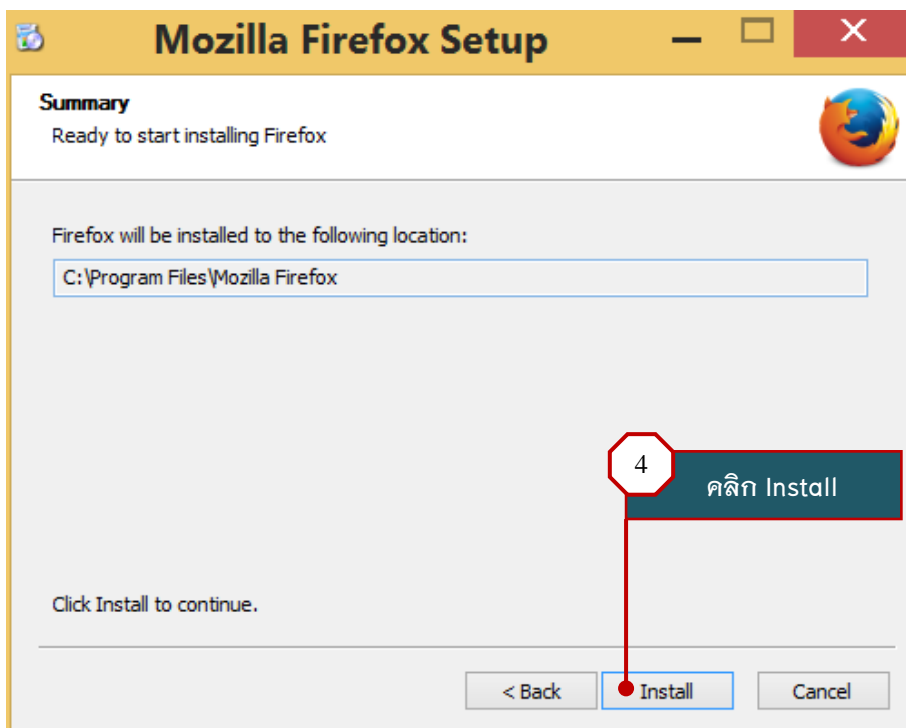 Mozilla Firefox Setup
Summary
Ready to start installing Firefox
Firefox will be installed to the following location:
C:\Program Files\Mozilla Firefox
4
คลิก Install
Click Install to continue.
< Back
Install
Cancel